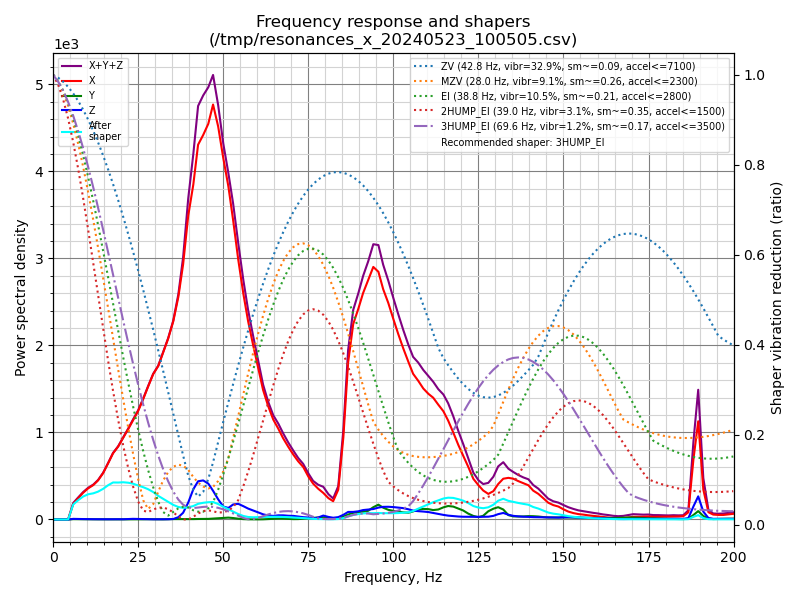 Frequency response and shapers
(/tmp/resonances_x_20240523_100505.csv)
1e3
X+Y+Z
X
Y
Z
After
shaper
ZV (42.8 Hz, vibr=32.9%, sm~=0.09, accel<=7100)
MZV (28.0 Hz, vibr=9.1%, sm~=0.26, accel<=2300)
EI (38.8 Hz, vibr=10.5%, sm~=0.21, accel<=2800)
2HUMP_EI (39.0 Hz, vibr=3.1%, sm~=0.35, accel<=1500)
3HUMP_EI (69.6 Hz, vibr=1.2%, sm~=0.17, accel<=3500)
Recommended shaper: 3HUMP_EI
5
4
3
2
1
0
Power spectral density
1.0
0.8
0.6
0.4
0.2
0.0
Shaper vibration reduction (ratio)
0 25 50 75 100 125 150 175 200
Frequency, Hz